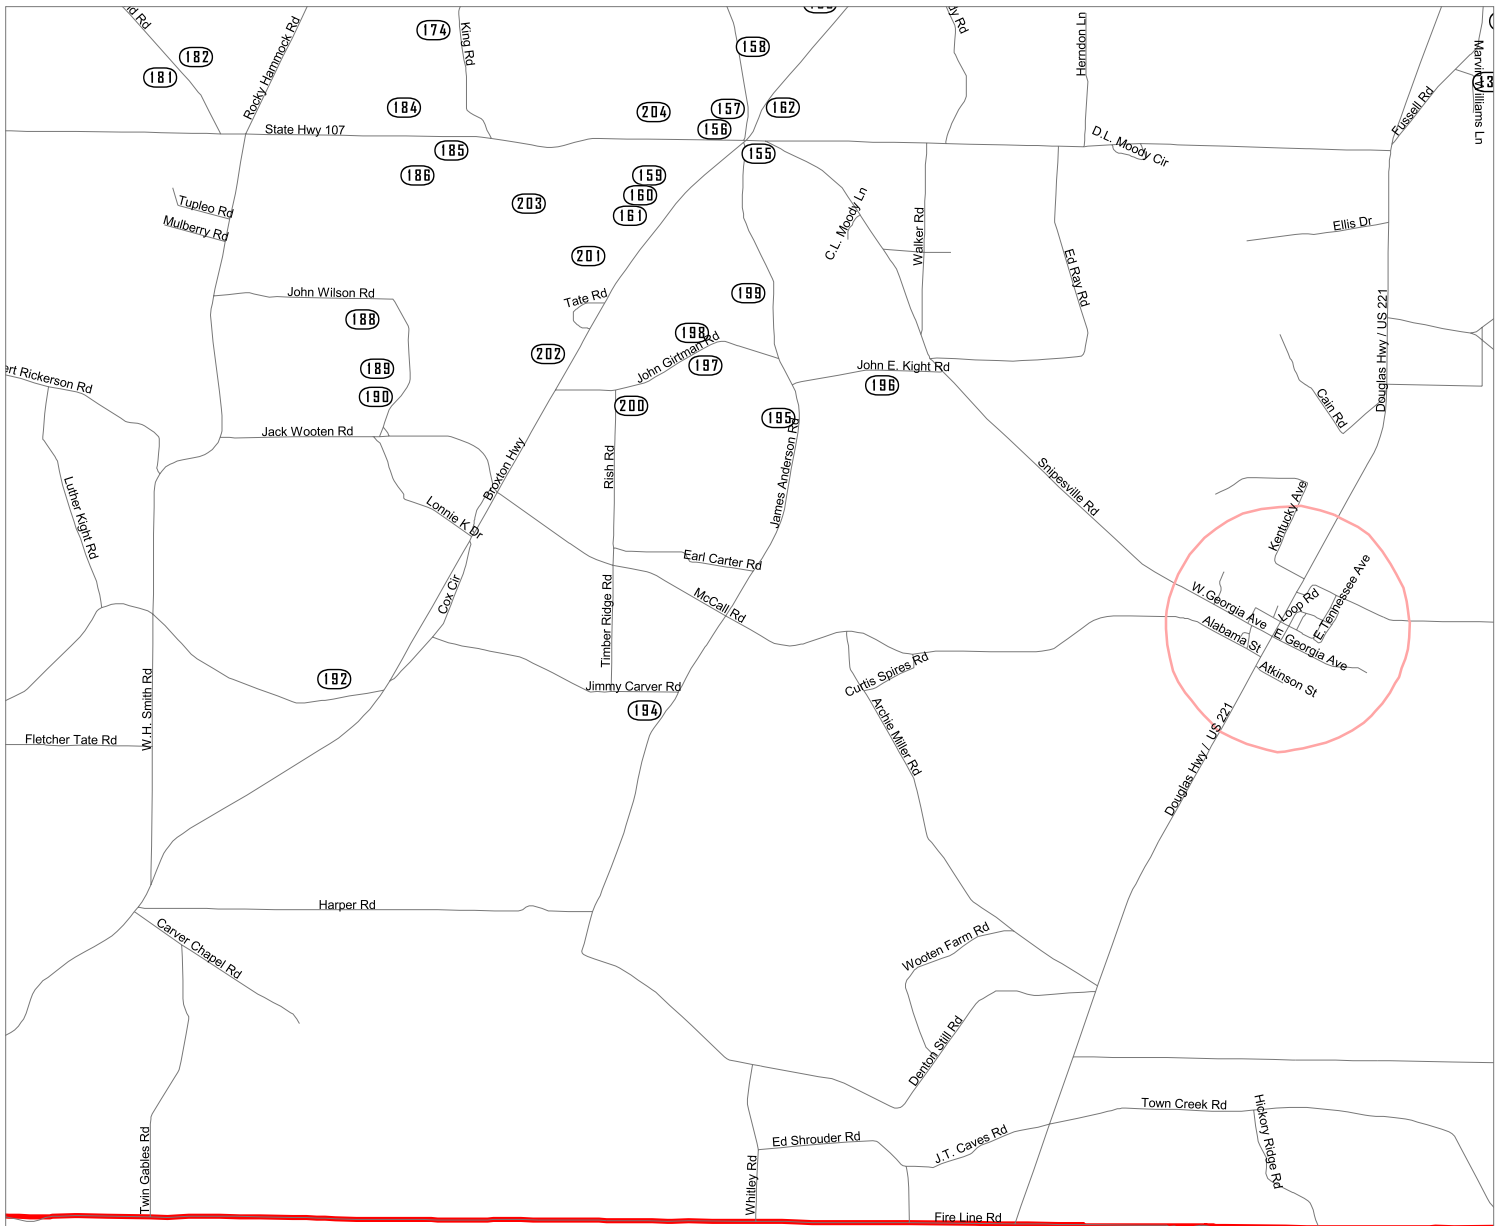 174
182
181
158
184
204
157
162
156
155
185
186
159
160
161
203
201
199
188
198
202
197
189
190
196
200
195
192
194
King Rd
Rocky Hammock Rd
State Hwy 107
Herndon Ln
Marvin Williams Ln
Fussell Rd
D.L. Moody Cir
Tupleo Rd
Mulberry Rd
C.L. Moody Ln
Walker Rd
Ed Ray Rd
Ellis Dr
John Wilson Rd
Tate Rd
Douglas Hwy / US 221
John Girtman Rd
John E. Kight Rd
ert Rickerson Rd
Cain Rd
Jack Wooten Rd
Broxton Hwy
Rish Rd
James Anderson Rd
Snipesville Rd
Luther Kight Rd
Lonnie K Dr
Kentucky Ave
Earl Carter Rd
Cox Cir
Timber Ridge Rd
McCall Rd
W. Georgia Ave
Loop Rd
E.Tennessee Ave
Alabama St
E Georgia Ave
Atkinson St
W.H. Smith Rd
Jimmy Carver Rd
Curtis Spires Rd
Archie Miller Rd
Douglas Hwy / US 221
Fletcher Tate Rd
Harper Rd
Carver Chapel Rd
Wooten Farm Rd
Denton Still Rd
Town Creek Rd
Hickory Ridge Rd
Twin Gables Rd
Ed Shrouder Rd
J.T. Caves Rd
Whitley Rd
Fire Line Rd